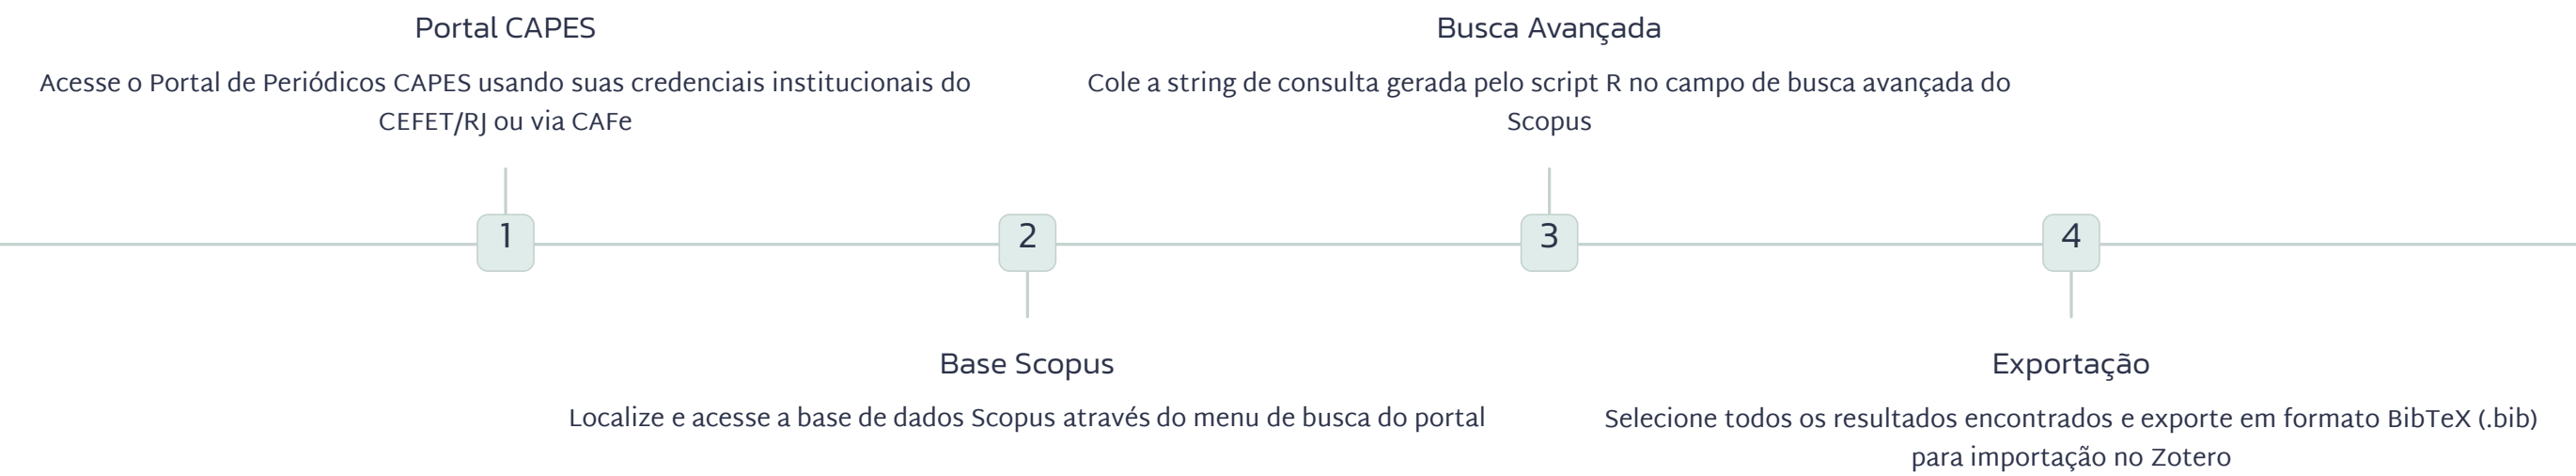 Portal CAPES
Acesse o Portal de Periódicos CAPES usando suas credenciais institucionais do
CEFET/RJ ou via CAFe
1
2
Base Scopus
Localize e acesse a base de dados Scopus através do menu de busca do portal
Busca Avançada
Cole a string de consulta gerada pelo script R no campo de busca avançada do
Scopus
3
4
Exportação
Selecione todos os resultados encontrados e exporte em formato BibTeX (.bib)
para importação no Zotero